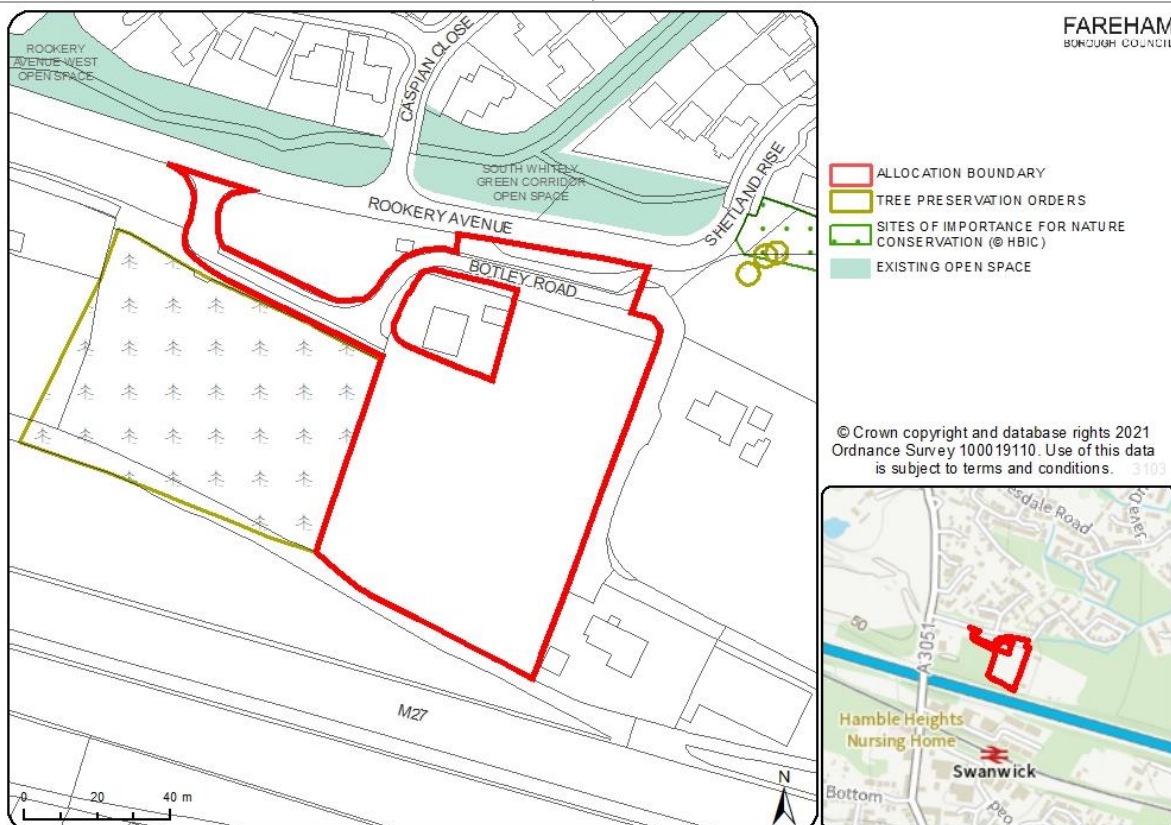 ROOKERY
AVENUE WEST
OPEN SPACE
CASPIAN CLOSE
SOUTH WHITELY
GREEN CORRIDOR
OPEN SPACE
SHETLAND RISE
ROOKERY AVENUE
BOTLEY ROAD
M27
0 20 40 m
N
FAREHAM
BOROUGH COUNCIL
ALLOCATION BOUNDARY
TREE PRESERVATION ORDERS
SITES OF IMPORTANCE FOR NATURE
CONSERVATION (© HBIC)
EXISTING OPEN SPACE
© Crown copyright and database rights 2021
Ordnance Survey 100019110. Use of this data
is subject to terms and conditions. 3103
esdale Road
50
A3051
Hamble Heights
Nursing Home
Swanwick
Bottom